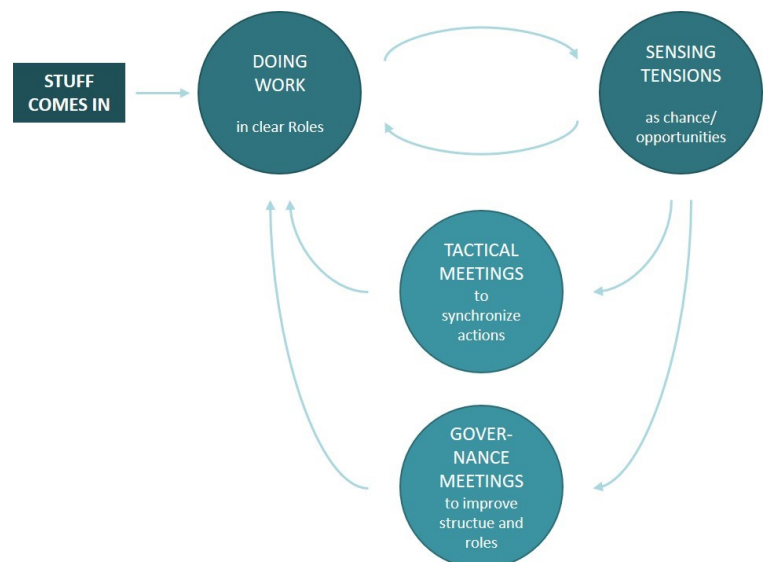 STUFF
COMES IN
DOING
WORK
in clear Roles
SENSING
TENSIONS
as chance/
opportunities
TACTICAL
MEETINGS
to
synchronize
actions
GOVER-
NANCE
MEETINGS
to improve
structue and
roles